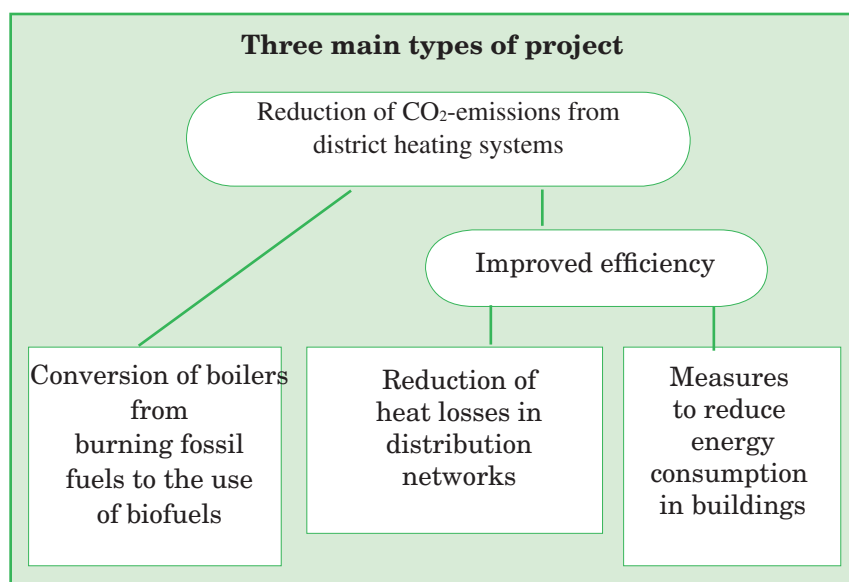 Three main types of project
Reduction of CO₂-emissions from
district heating systems
Improved efficiency
Conversion of boilers
from
burning fossil
fuels to the use
of biofuels
Reduction of
heat losses in
distribution
networks
Measures
to reduce
energy
consumption
in buildings